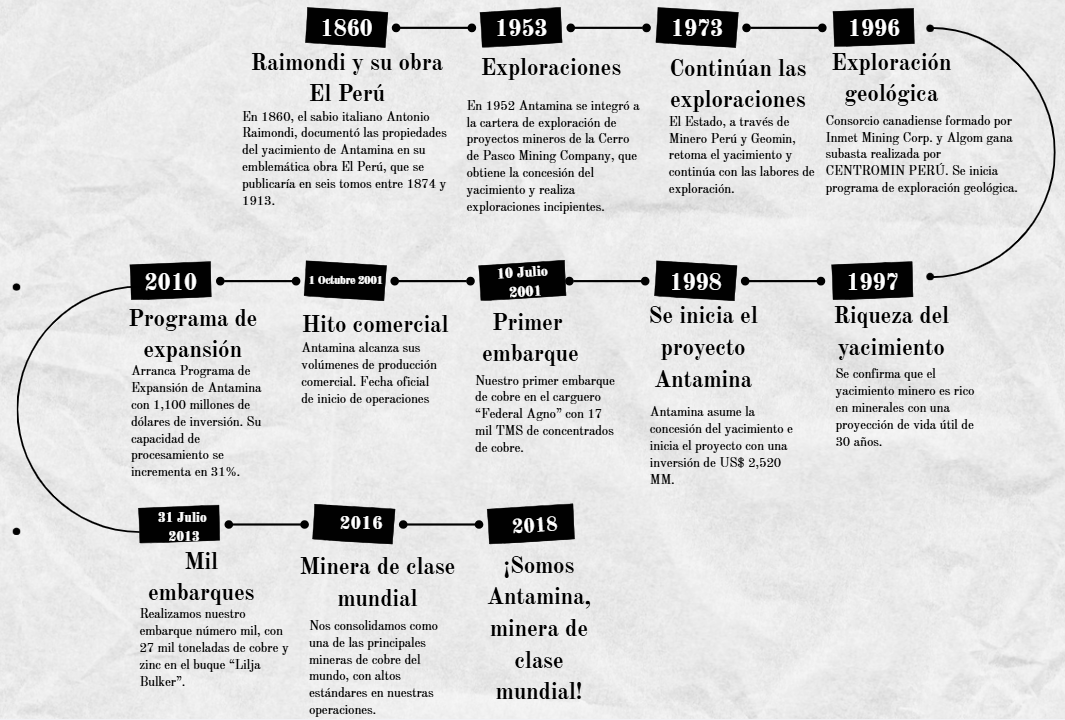 1860
Raimondi y su obra
El Perú
En 1860, el sabio italiano Antonio
Raimondi, documentó las propiedades
del yacimiento de Antamina en su
emblemática obra El Perú, que se
publicaría en seis tomos entre 1874 y
1913.
1953
Exploraciones
En 1952 Antamina se integró a
la cartera de exploración de
proyectos mineros de la Cerro
de Pasco Mining Company, que
obtiene la concesión del
yacimiento y realiza
exploraciones incipientes.
1973
Continúan las
exploraciones
El Estado, a través de
Minero Perú y Geomin,
retoma el yacimiento y
continúa con las labores de
exploración.
1996
Exploración
geológica
Consorcio canadiense formado por
Inmet Mining Corp. y Algom gana
subasta realizada por
CENTROMIN PERÚ. Se inicia
programa de exploración geológica.
1997
Riqueza del
yacimiento
Se confirma que el
yacimiento minero es rico
en minerales con una
proyección de vida útil de
30 años.
1998
Se inicia el
proyecto
Antamina
Antamina asume la
concesión del yacimiento e
inicia el proyecto con una
inversión de US$ 2,520
MM.
10 Julio
2001
Primer
embarque
Nuestro primer embarque
de cobre en el carguero
“Federal Agno” con 17
mil TMS de concentrados
de cobre.
1 Octubre 2001
Hito comercial
Antamina alcanza sus
volúmenes de producción
comercial. Fecha oficial
de inicio de operaciones
2010
Programa de
expansión
Arranca Programa de
Expansión de Antamina
con 1,100 millones de
dólares de inversión. Su
capacidad de
procesamiento se
incrementa en 31%.
31 Julio
2013
Mil
embarques
Realizamos nuestro
embarque número mil, con
27 mil toneladas de cobre y
zinc en el buque “Lilja
Bulker”.
2016
Minera de clase
mundial
Nos consolidamos como
una de las principales
mineras de cobre del
mundo, con altos
estándares en nuestras
operaciones.
2018
¡Somos
Antamina,
minera de
clase
mundial!